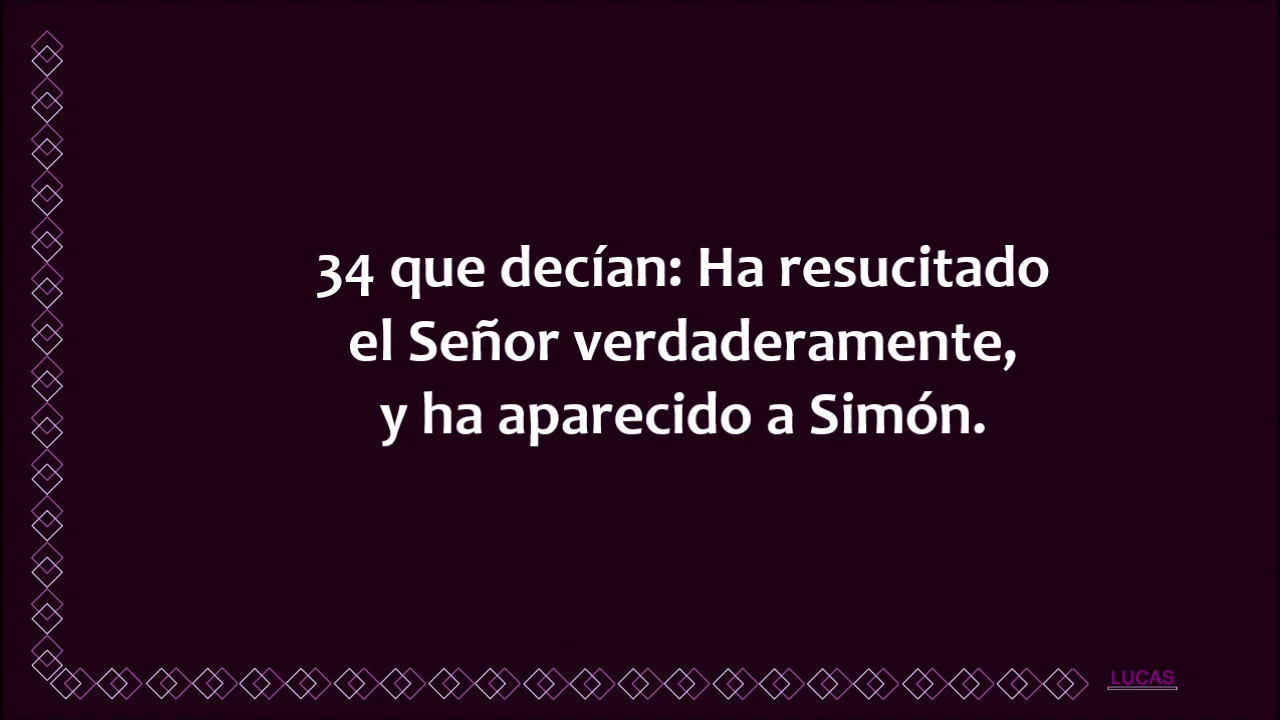 34 que decían: Ha resucitado
el Señor verdaderamente,
y ha aparecido a Simón.
LUCAS